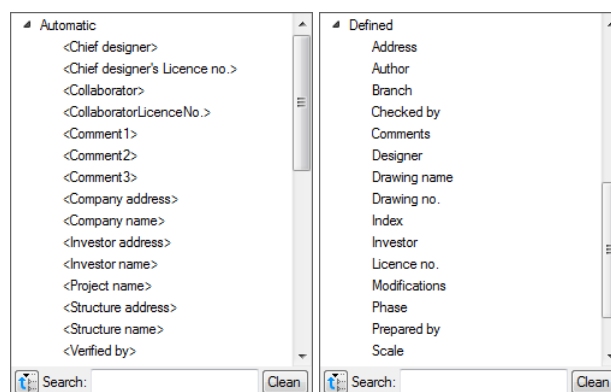 Automatic
<Chief designer>
<Chief designer's Licence no.>
<Collaborator>
<CollaboratorLicenceNo.>
<Comment1>
<Comment2>
<Comment3>
<Company address>
<Company name>
<Investor address>
<Investor name>
<Project name>
<Structure address>
<Structure name>
<Verified by>
Search:
Clean
Defined
Address
Author
Branch
Checked by
Comments
Designer
Drawing name
Drawing no.
Index
Investor
Licence no.
Modifications
Phase
Prepared by
Scale
Search:
Clean